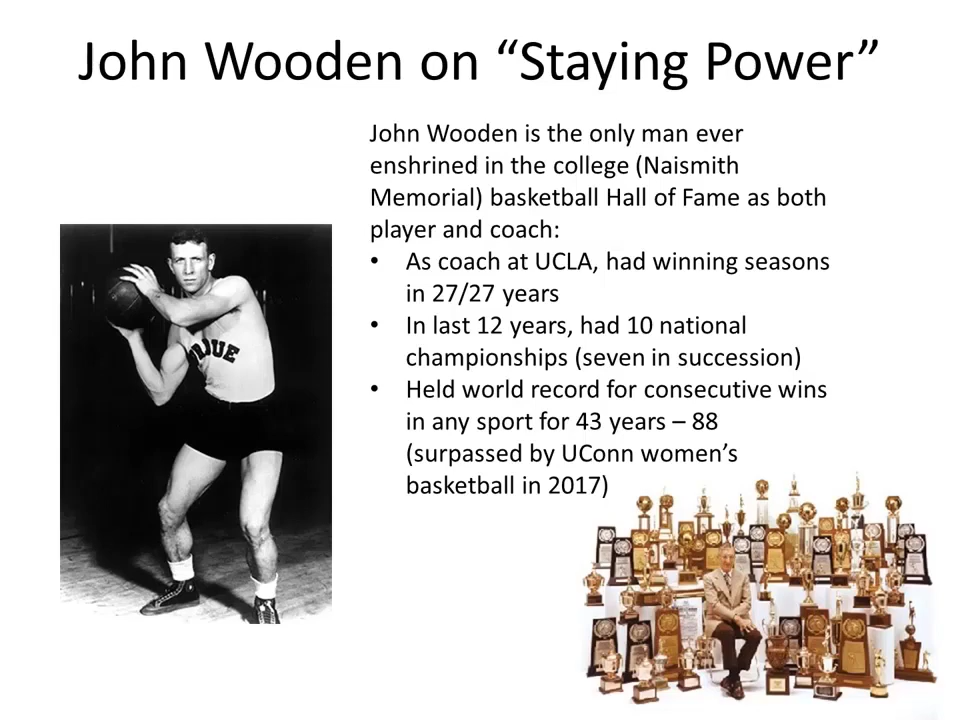 John Wooden on “Staying Power”
John Wooden is the only man ever
enshrined in the college (Naismith
Memorial) basketball Hall of Fame as both
player and coach:
• As coach at UCLA, had winning seasons
in 27/27 years
• In last 12 years, had 10 national
championships (seven in succession)
• Held world record for consecutive wins
in any sport for 43 years – 88
(surpassed by UConn women’s
basketball in 2017)